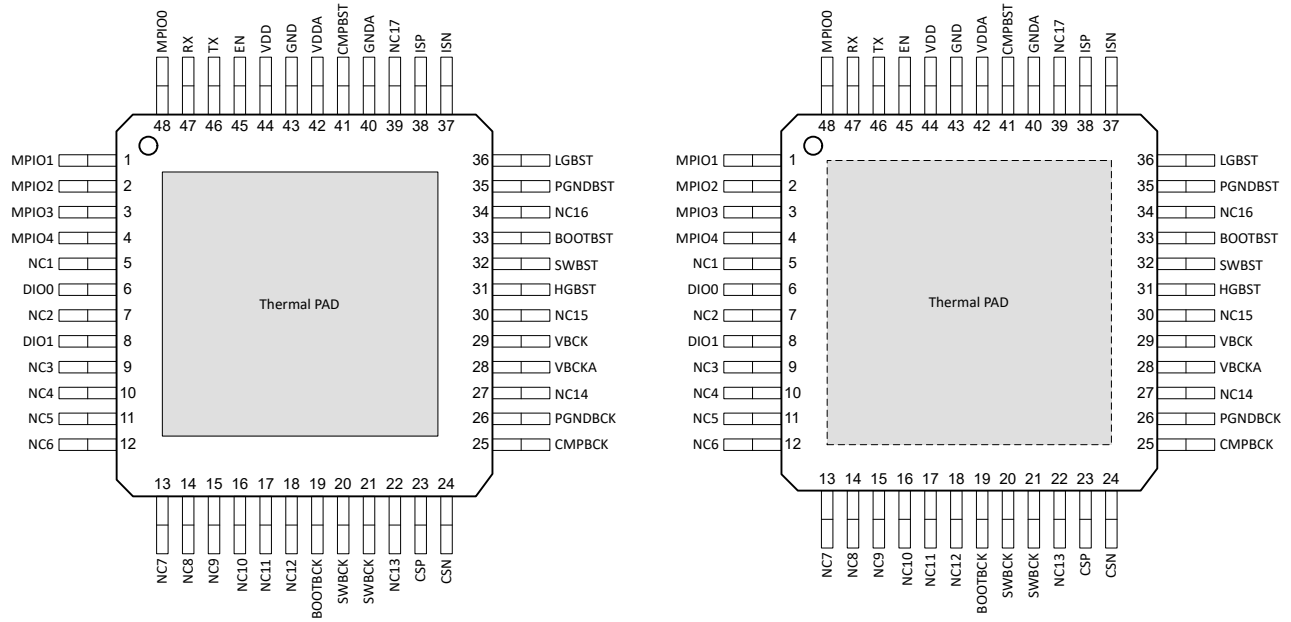 MPIO0 RX TX EN VDD GND VDDA CMPBST GNDA NC17 ISP ISN
48 47 46 45 44 43 42 41 40 39 38 37
MPIO1 1 36 LGBST
MPIO2 2 35 PGNDBST
MPIO3 3 34 NC16
MPIO4 4 33 BOOTBST
NC1 5 32 SWBST
DIO0 6 31 HGBST
NC2 7 30 NC15
DIO1 8 29 VBCK
NC3 9 28 VBCKA
NC4 10 27 NC14
NC5 11 26 PGNDBCK
NC6 12 25 CMPBCK
Thermal PAD
13 14 15 16 17 18 19 20 21 22 23 24
NC7 NC8 NC9 NC10 NC11 NC12 BOOTBCK SWBCK SWBCK NC13 CSP CSN
MPIO0 RX TX EN VDD GND VDDA CMPBST GNDA NC17 ISP ISN
48 47 46 45 44 43 42 41 40 39 38 37
MPIO1 1 36 LGBST
MPIO2 2 35 PGNDBST
MPIO3 3 34 NC16
MPIO4 4 33 BOOTBST
NC1 5 32 SWBST
DIO0 6 31 HGBST
NC2 7 30 NC15
DIO1 8 29 VBCK
NC3 9 28 VBCKA
NC4 10 27 NC14
NC5 11 26 PGNDBCK
NC6 12 25 CMPBCK
Thermal PAD
13 14 15 16 17 18 19 20 21 22 23 24
NC7 NC8 NC9 NC10 NC11 NC12 BOOTBCK SWBCK SWBCK NC13 CSP CSN